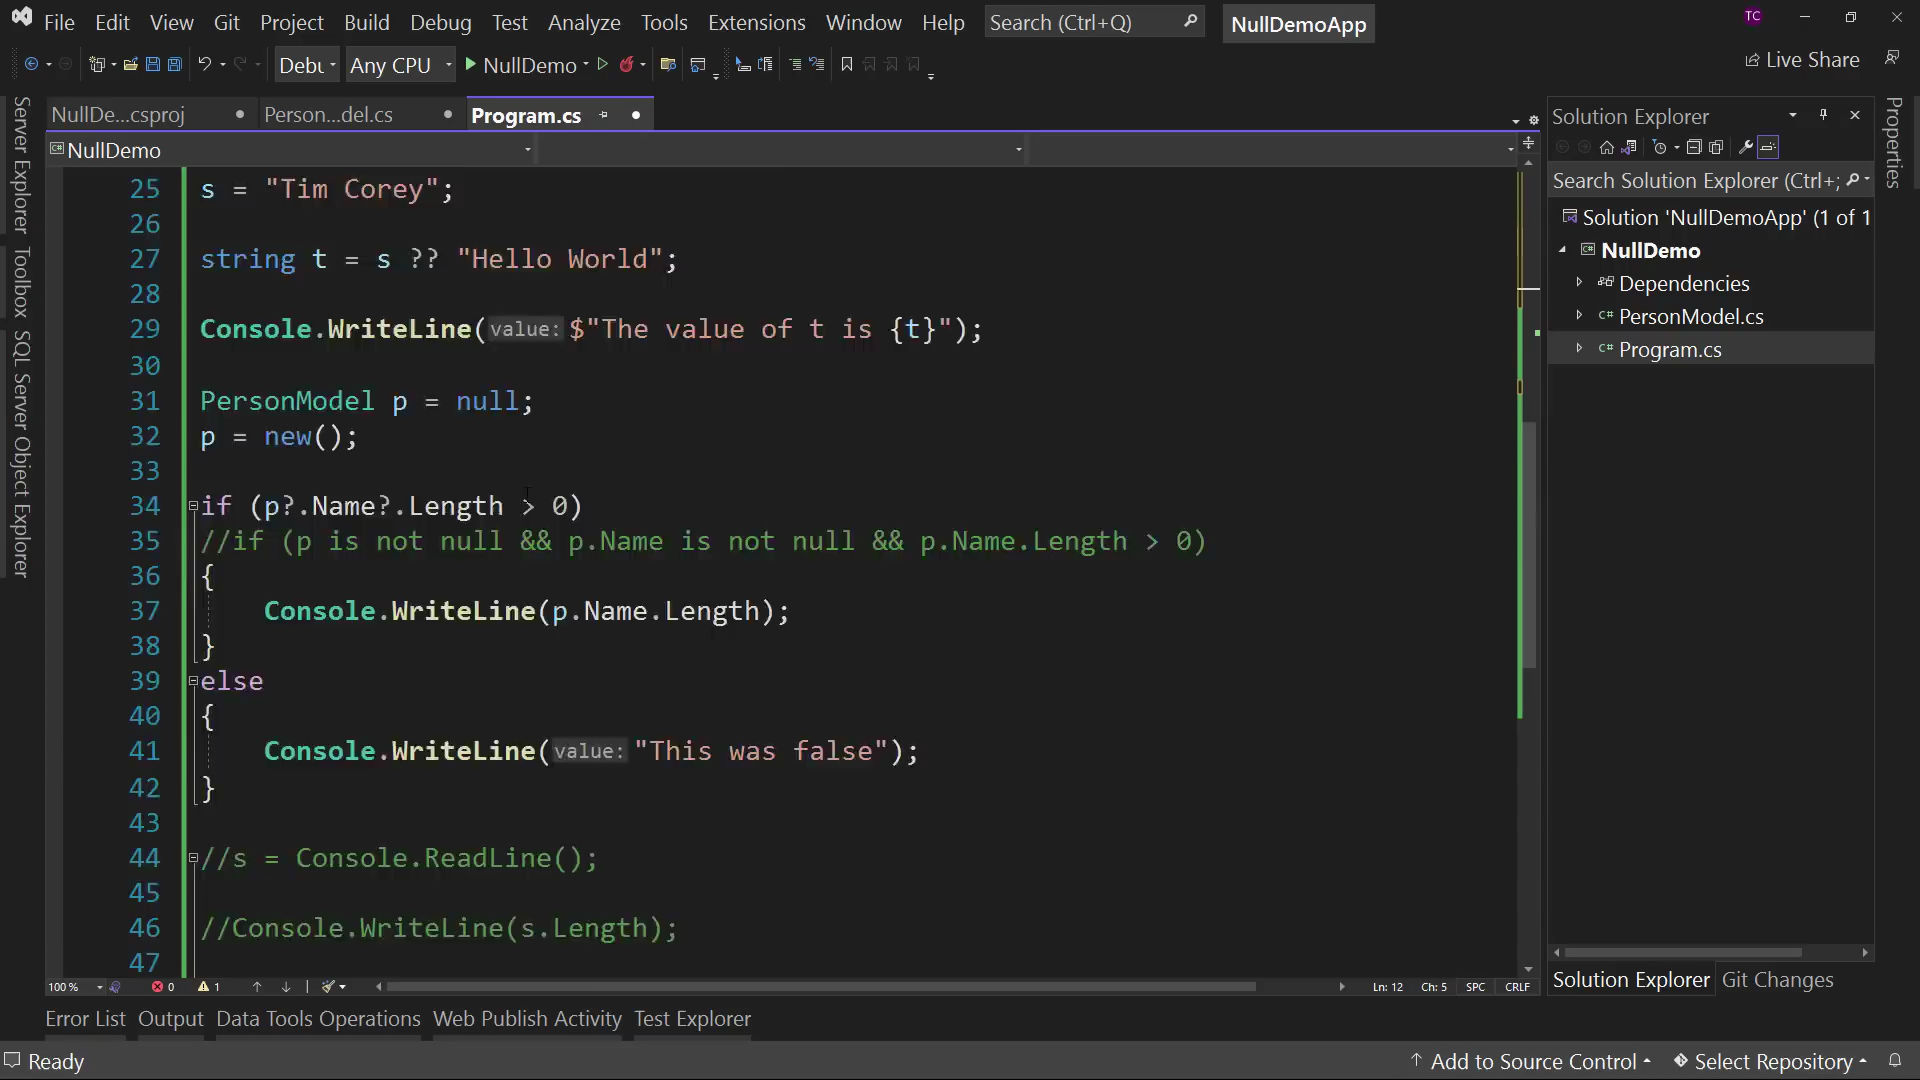 File Edit View Git Project Build Debug Test Analyze Tools Extensions Window Help Search (Ctrl+Q) NullDemoApp TC
Debu Any CPU NullDemo Live Share
NullDe...csproj Person...del.cs Program.cs
NullDemo
25 s = "Tim Corey";
26
27 string t = s ?? "Hello World";
28
29 Console.WriteLine(value: $"The value of t is {t}");
30
31 PersonModel p = null;
32 p = new();
33
34 if (p?.Name?.Length > 0)
35 //if (p is not null && p.Name is not null && p.Name.Length > 0)
36 {
37 Console.WriteLine(p.Name.Length);
38 }
39 else
40 {
41 Console.WriteLine(value: "This was false");
42 }
43
44 //s = Console.ReadLine();
45
46 //Console.WriteLine(s.Length);
47
100 % 0 1 Ln: 12 Ch: 5 SPC CRLF
Server Explorer
Toolbox
SQL Server Object Explorer
Solution Explorer
Search Solution Explorer (Ctrl+;
Solution 'NullDemoApp' (1 of 1
NullDemo
Dependencies
C# PersonModel.cs
C# Program.cs
Solution Explorer Git Changes
Properties
Error List Output Data Tools Operations Web Publish Activity Test Explorer
Ready Add to Source Control Select Repository